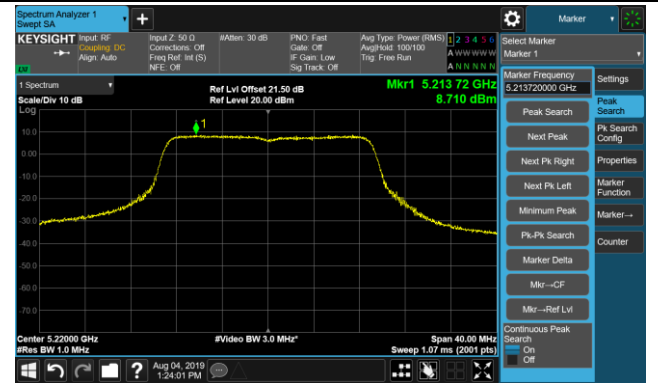 Spectrum Analyzer 1
Swept SA
Marker
KEYSIGHT
Input: RF
Coupling: DC
Align: Auto
Input Z: 50 Ω
Corrections: Off
Freq Ref: Int (S)
NFE: Off
#Atten: 30 dB
PNO: Fast
Gate: Off
IF Gain: Low
Sig Track: Off
Avg Type: Power (RMS)
Avg|Hold: 100/100
Trig: Free Run
1 2 3 4 5 6
A W W W W W
A N N N N N
Select Marker
Marker 1
1 Spectrum
Scale/Div 10 dB
Log
Ref Lvl Offset 21.50 dB
Ref Level 20.00 dBm
Mkr1 5.213 72 GHz
8.710 dBm
1
10.0
0.00
-10.0
-20.0
-30.0
-40.0
-50.0
-60.0
-70.0
Center 5.22000 GHz
#Res BW 1.0 MHz
#Video BW 3.0 MHz*
Span 40.00 MHz
Sweep 1.07 ms (2001 pts)
Marker Frequency
5.213720000 GHz
Peak Search
Next Peak
Next Pk Right
Next Pk Left
Minimum Peak
Pk-Pk Search
Marker Delta
Mkr→CF
Mkr→Ref Lvl
Continuous Peak
Search
On
Off
Settings
Peak
Search
Pk Search
Config
Properties
Marker
Function
Marker→
Counter
?
Aug 04, 2019
1:24:01 PM